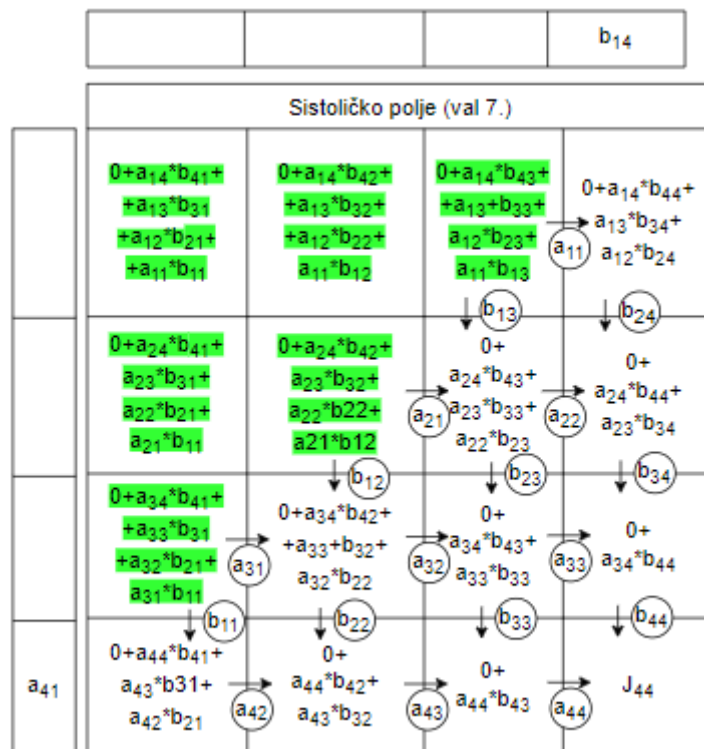 b14
Sistoličko polje (val 7.)
0+a14*b41+
+a13*b31
+a12*b21+
+a11*b11
0+a14*b42+
+a13*b32+
+a12*b22+
a11*b12
0+a14*b43+
+a13+b33+
a12*b23+
a11*b13
a11
0+a14*b44+
a13*b34+
a12*b24
b13
b24
0+a24*b41+
a23*b31+
a22*b21+
a21*b11
0+a24*b42+
a23*b32+
a22*b22+
a21*b12
a21
0+
a24*b43+
a23*b33+
a22*b23
a22
0+
a24*b44+
a23*b34
b12
b23
b34
0+a34*b41+
+a33*b31
+a32*b21+
a31*b11
a31
0+a34*b42+
+a33+b32+
a32*b22
a32
0+
a34*b43+
a33*b33
a33
0+
a34*b44
b11
b22
b33
b44
a41
0+a44*b41+
a43*b31+
a42*b21
a42
0+
a44*b42+
a43*b32
a43
0+
a44*b43
a44
J44